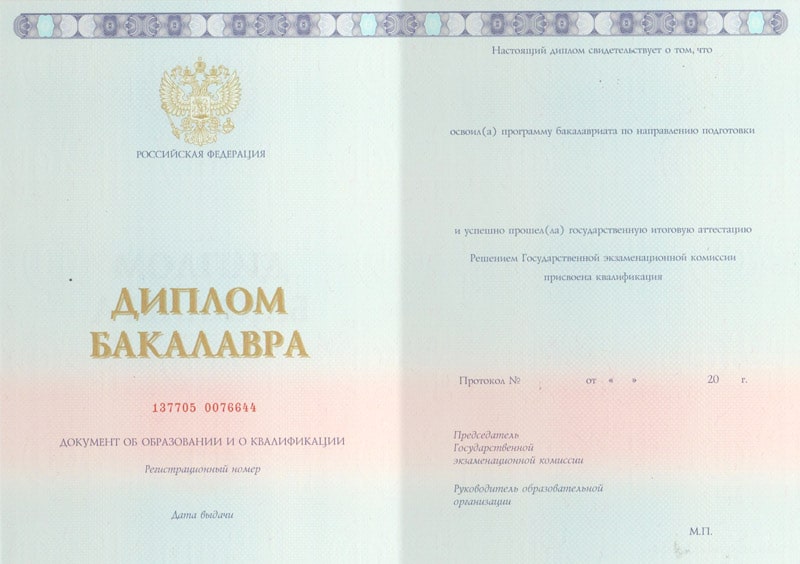 РОССИЙСКАЯ ФЕДЕРАЦИЯ
ДИПЛОМ
БАКАЛАВРА
137705 0076644
ДОКУМЕНТ ОБ ОБРАЗОВАНИИ И О КВАЛИФИКАЦИИ
Регистрационный номер
Дата выдачи
Настоящий диплом свидетельствует о том, что
освоил(а) программу бакалавриата по направлению подготовки
и успешно прошел(ла) государственную итоговую аттестацию
Решением Государственной экзаменационной комиссии
присвоена квалификация
Протокол № от « » 20 г.
Председатель
Государственной
экзаменационной комиссии
Руководитель образовательной
организации
М.П.